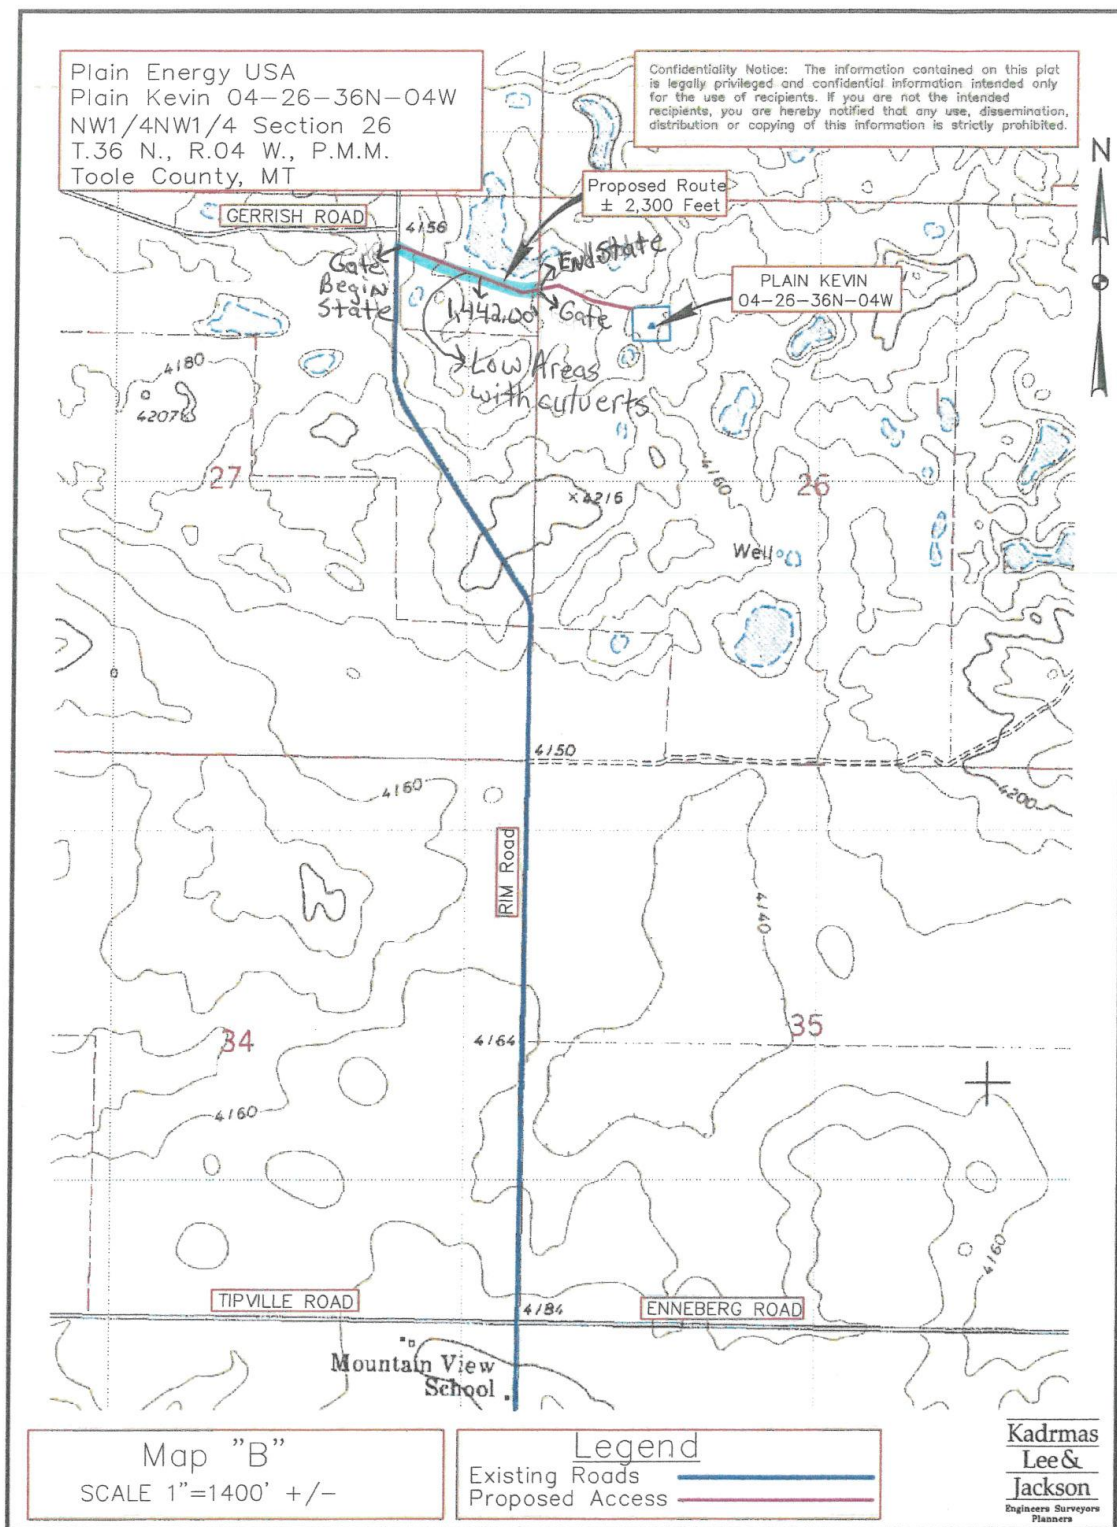 Plain Energy USA
Plain Kevin 04-26-36N-04W
NW1/4NW1/4 Section 26
T.36 N., R.04 W., P.M.M.
Toole County, MT
Confidentiality Notice: The information contained on this plat
is legally privileged and confidential information intended only
for the use of recipients. If you are not the intended
recipients, you are hereby notified that any use, dissemination,
distribution or copying of this information is strictly prohibited.
N
Proposed Route
± 2,300 Feet
GERRISH ROAD
4156
Gate
Begin
State
End State
1,442.00'
Gate
PLAIN KEVIN
04-26-36N-04W
Low Areas
with culverts
4180
4207
27
4216
4160
26
Well
4150
4160
4200
RIM Road
4140
34
4164
35
4160
4160
TIPVILLE ROAD
4184
ENNEBERG ROAD
Mountain View
School
Map "B"
SCALE 1"=1400' +/-
Legend
Existing Roads
Proposed Access
Kadrmas
Lee &
Jackson
Engineers Surveyors
Planners